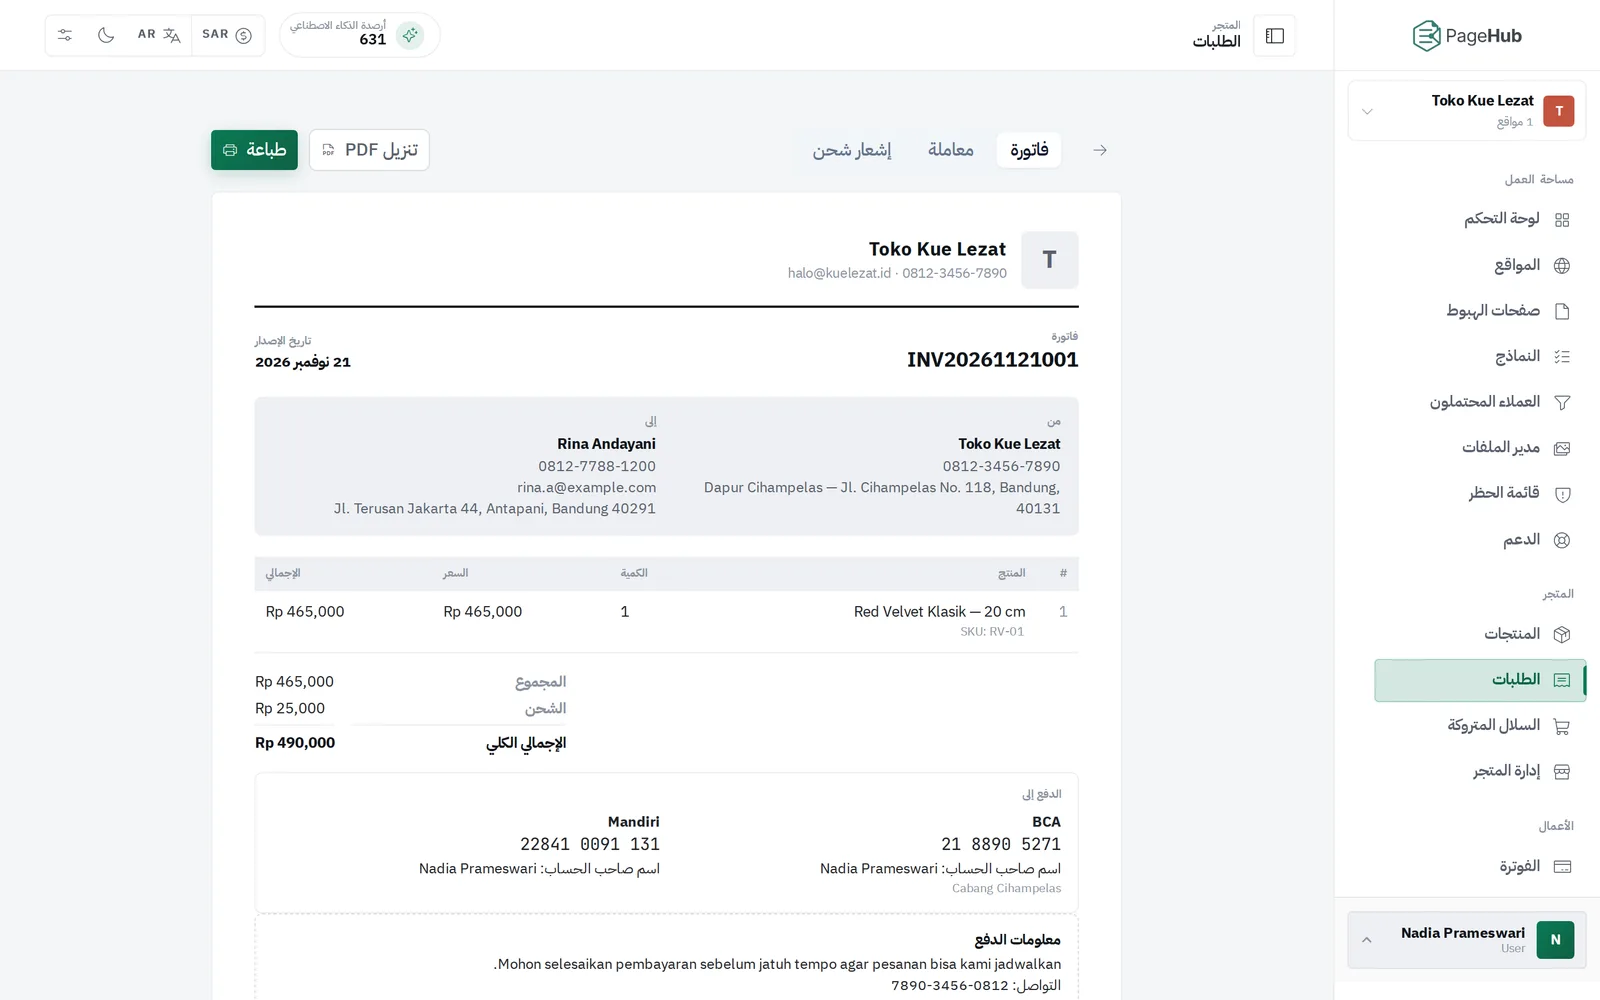 PageHub
المتجر
الطلبات
أرصدة الذكاء الاصطناعي
631
SAR
AR
Toko Kue Lezat
1 مواقع
T
مساحة العمل
لوحة التحكم
المواقع
صفحات الهبوط
النماذج
العملاء المحتملون
مدير الملفات
قائمة الحظر
الدعم
المتجر
المنتجات
الطلبات
السلال المتروكة
إدارة المتجر
الأعمال
الفوترة
Nadia Prameswari
User
N
فاتورة
معاملة
إشعار شحن
تنزيل PDF
طباعة
T
Toko Kue Lezat
halo@kuelezat.id · 0812-3456-7890
فاتورة
INV20261121001
تاريخ الإصدار
21 نوفمبر 2026
من
Toko Kue Lezat
0812-3456-7890
Dapur Cihampelas — Jl. Cihampelas No. 118, Bandung,
40131
إلى
Rina Andayani
0812-7788-1200
rina.a@example.com
Jl. Terusan Jakarta 44, Antapani, Bandung 40291
# المنتج الكمية السعر الإجمالي
1 Red Velvet Klasik — 20 cm 1 Rp 465,000 Rp 465,000
SKU: RV-01
المجموع Rp 465,000
الشحن Rp 25,000
الإجمالي الكلي Rp 490,000
الدفع إلى
BCA
21 8890 5271
اسم صاحب الحساب: Nadia Prameswari
Cabang Cihampelas
Mandiri
22841 0091 131
اسم صاحب الحساب: Nadia Prameswari
معلومات الدفع
Mohon selesaikan pembayaran sebelum jatuh tempo agar pesanan bisa kami jadwalkan.
التواصل: 7890-3456-0812